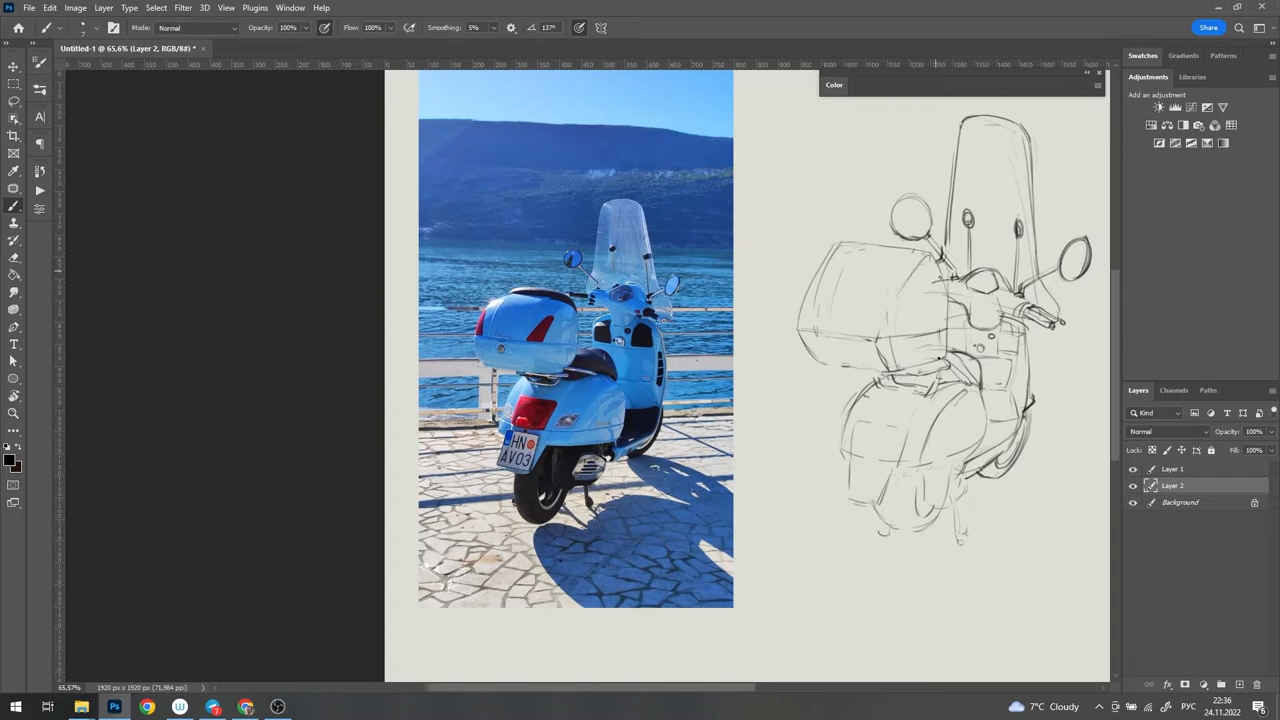 File Edit Image Layer Type Select Filter 3D View Plugins Window Help
Mode: Normal Opacity: 100% Flow: 100% Smoothing: 5% 137° Share
Untitled-1 @ 65,6% (Layer 2, RGB/8#) *
Swatches Gradients Patterns
Color
Adjustments Libraries
Add an adjustment
HN
AV03
Layers Channels Paths
Kind
Normal Opacity: 100%
Lock: Fill: 100%
Layer 1
Layer 2
Background
65,57% 1920 px x 1920 px (71,984 ppi)
7°C Cloudy РУС 22:36
24.11.2022